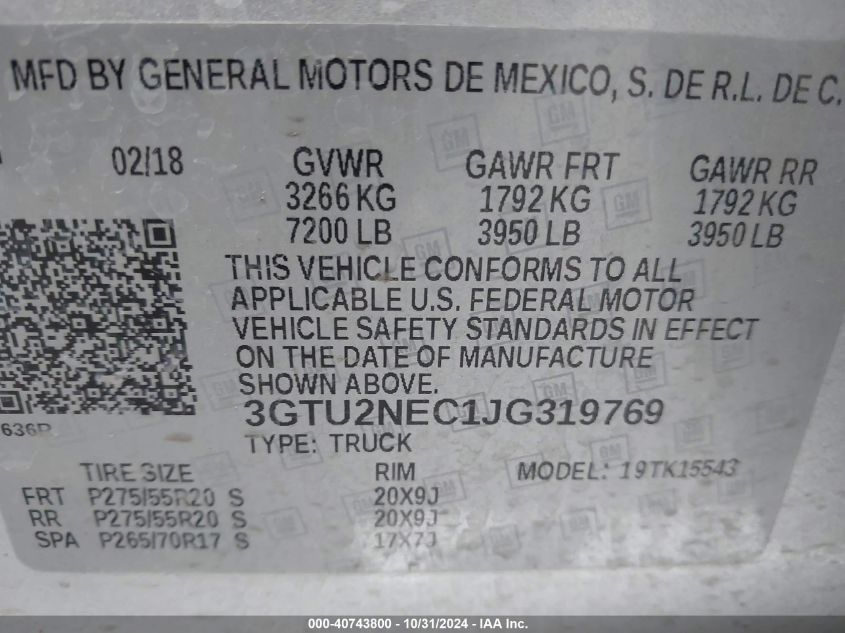 MFD BY GENERAL MOTORS DE MEXICO, S. DE R.L. DE C.
02/18 GVWR GAWR FRT GAWR RR
3266 KG 1792 KG 1792 KG
7200 LB 3950 LB 3950 LB
THIS VEHICLE CONFORMS TO ALL
APPLICABLE U.S. FEDERAL MOTOR
VEHICLE SAFETY STANDARDS IN EFFECT
ON THE DATE OF MANUFACTURE
SHOWN ABOVE.
3GTU2NEC1JG319769
TYPE: TRUCK
TIRE SIZE RIM MODEL: 19TK15543
FRT P275/55R20 S 20X9J
RR P275/55R20 S 20X9J
SPA P265/70R17 S 17X7J
000-40743800 - 10/31/2024 - IAA Inc.